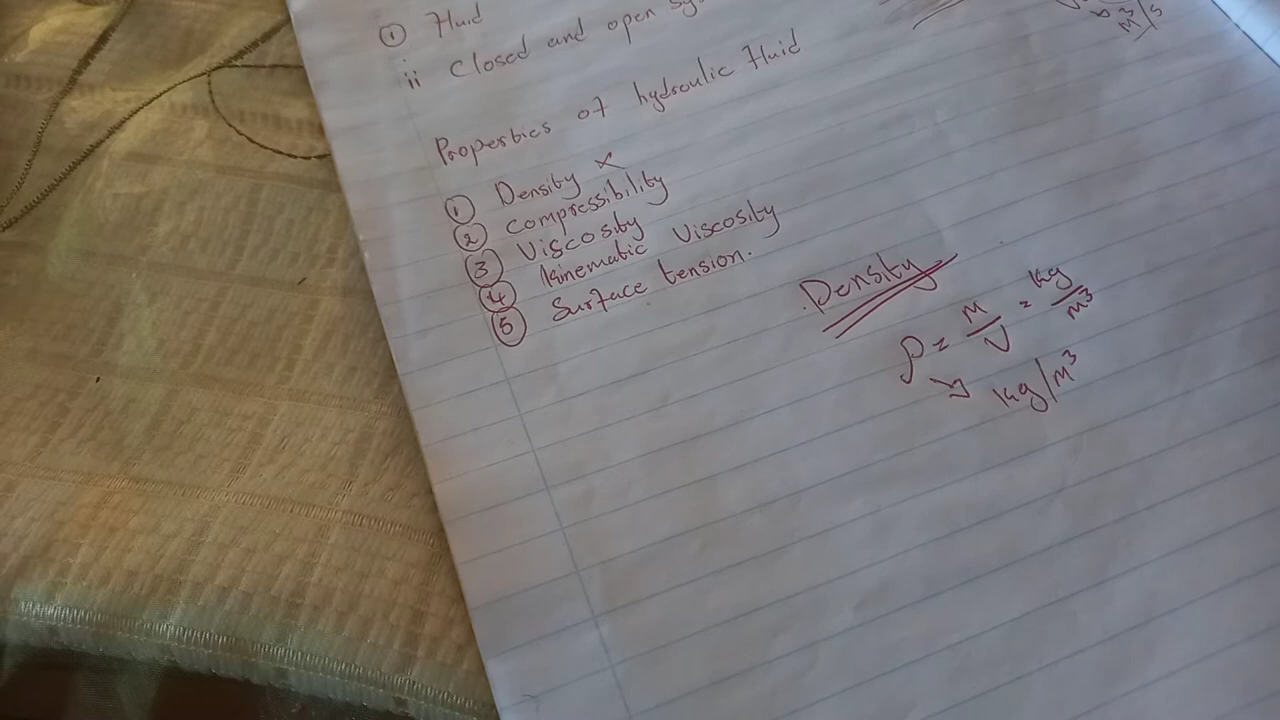 ① Fluid
ii Closed and open
Properties of hydraulic Fluid
① Density ×
② Compressibility
③ Viscosity
④ Kinematic Viscosity
⑤ Surface tension.
M³/s
Density
ρ = M/V = kg/M³
↳ kg/M³